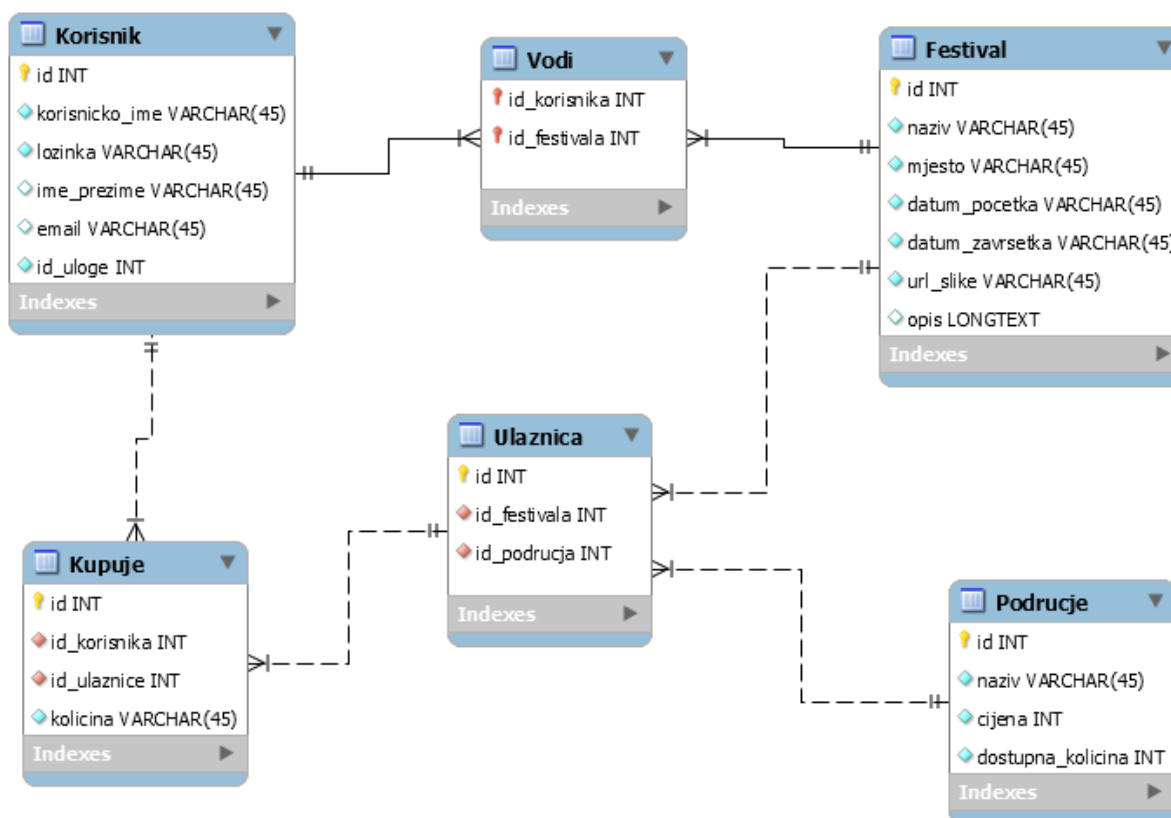 Korisnik
id INT
korisnicko_ime VARCHAR(45)
lozinka VARCHAR(45)
ime_prezime VARCHAR(45)
email VARCHAR(45)
id_uloge INT
Indexes
Vodi
id_korisnika INT
id_festivala INT
Indexes
Festival
id INT
naziv VARCHAR(45)
mjesto VARCHAR(45)
datum_pocetka VARCHAR(45)
datum_zavrsetka VARCHAR(45)
url_slike VARCHAR(45)
opis LONGTEXT
Indexes
Ulaznica
id INT
id_festivala INT
id_podrucja INT
Indexes
Kupuje
id INT
id_korisnika INT
id_ulaznice INT
kolicina VARCHAR(45)
Indexes
Podrucje
id INT
naziv VARCHAR(45)
cijena INT
dostupna_kolicina INT
Indexes